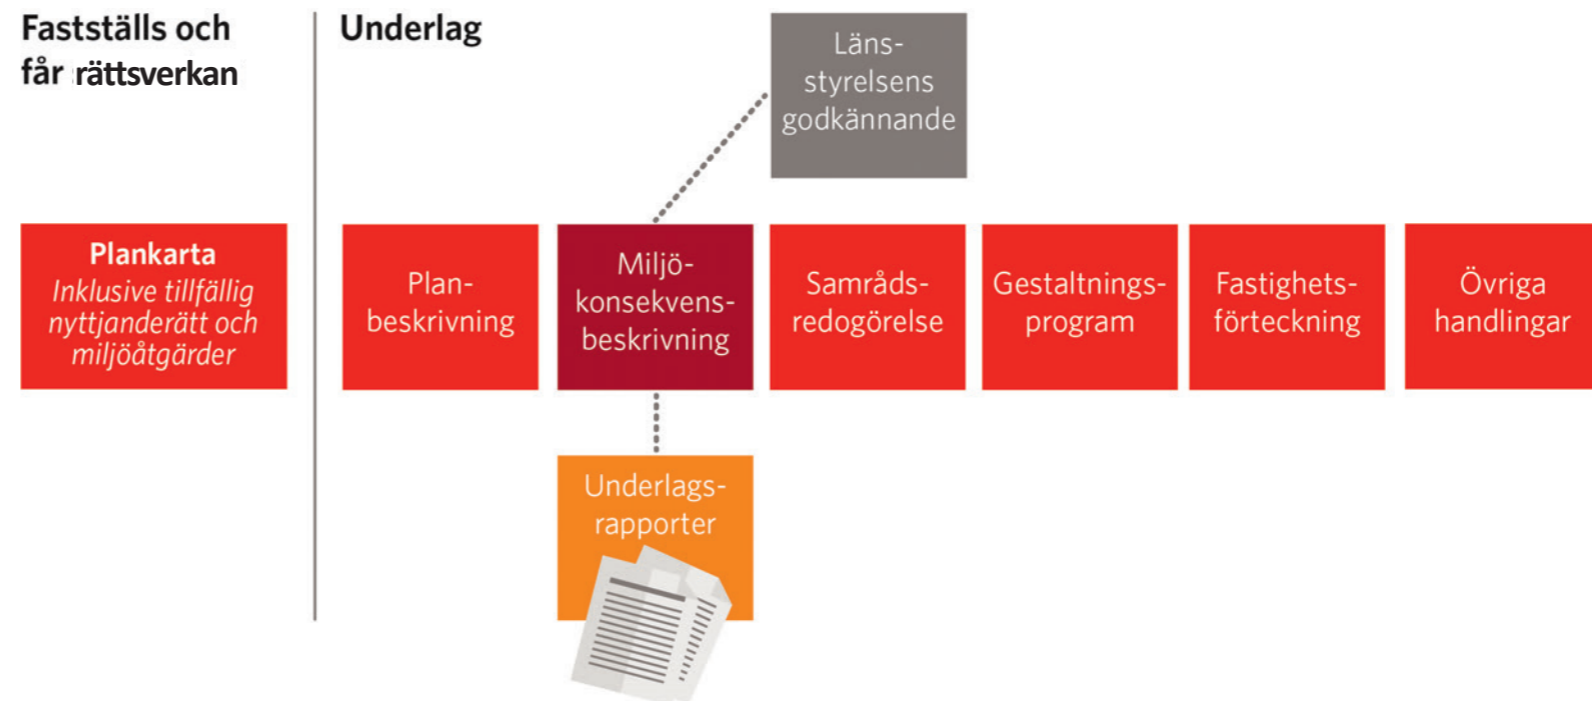 Fastställs och
får rättsverkan
Underlag
Läns-
styrelsens
godkännande
Plankarta
Inklusive tillfällig
nyttjanderätt och
miljöåtgärder
Plan-
beskrivning
Miljö-
konsekvens-
beskrivning
Samråds-
redogörelse
Gestaltnings-
program
Fastighets-
förteckning
Övriga
handlingar
Underlags-
rapporter